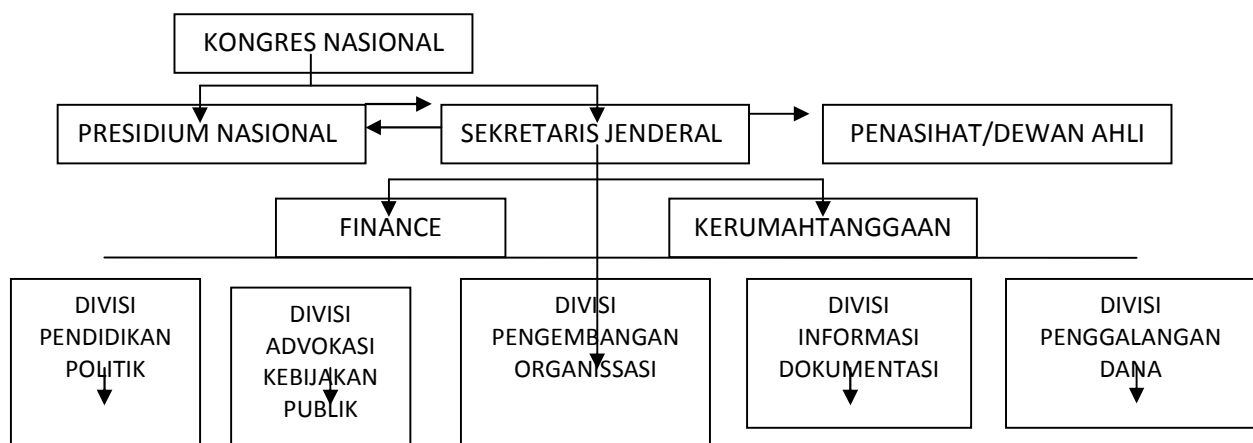 KONGRES NASIONAL
PRESIDIUM NASIONAL
SEKRETARIS JENDERAL
PENASIHAT/DEWAN AHLI
FINANCE
KERUMAHTANGGAAN
DIVISI
PENDIDIKAN
POLITIK
DIVISI
ADVOKASI
KEBIJAKAN
PUBLIK
DIVISI
PENGEMBANGAN
ORGANISSASI
DIVISI
INFORMASI
DOKUMENTASI
DIVISI
PENGGALANGAN
DANA